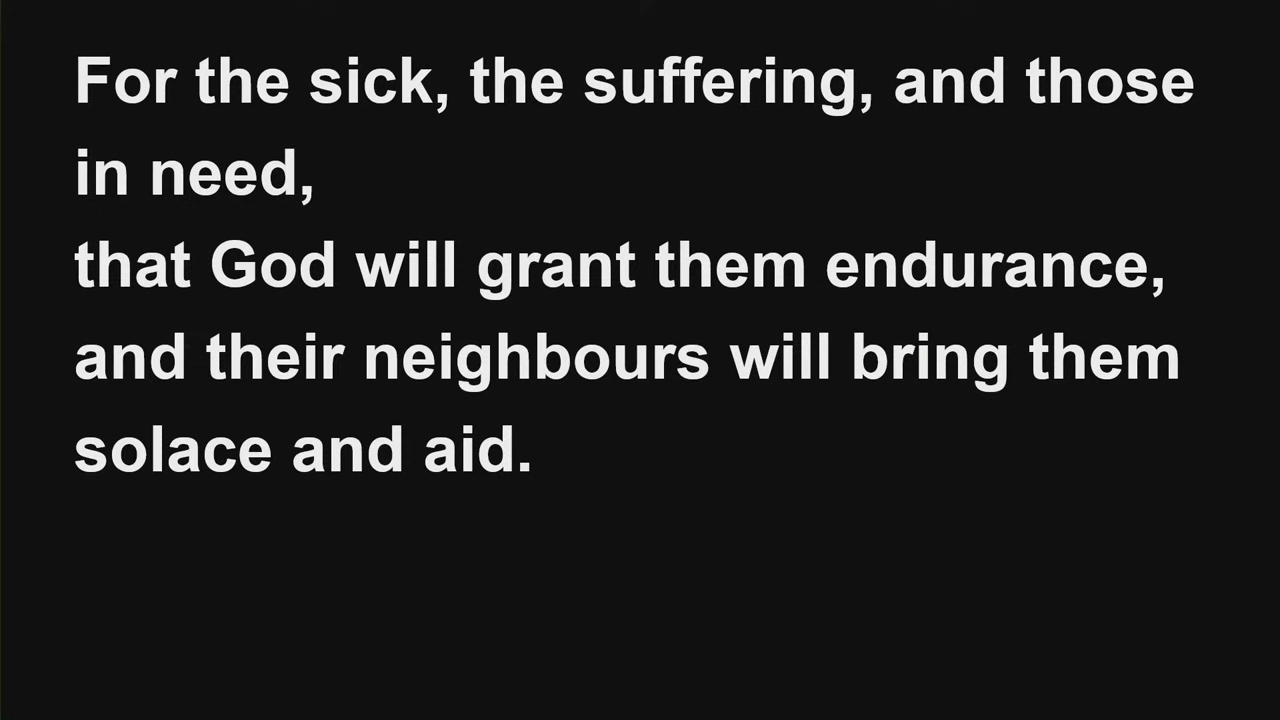 For the sick, the suffering, and those
in need,
that God will grant them endurance,
and their neighbours will bring them
solace and aid.